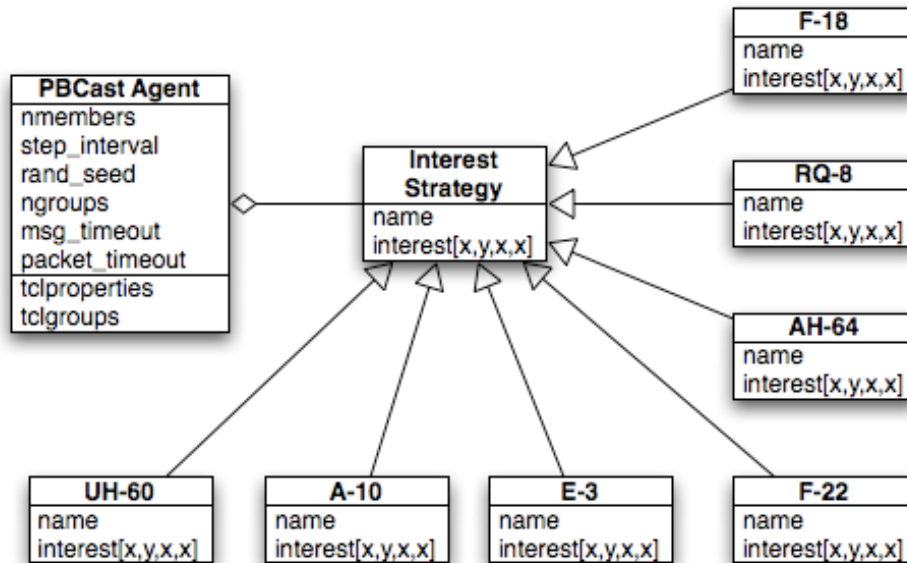 F-18
name
interest[x,y,x,x]
PBCast Agent
nmembers
step_interval
rand_seed
ngroups
msg_timeout
packet_timeout
tclproperties
tclgroups
Interest
Strategy
name
interest[x,y,x,x]
RQ-8
name
interest[x,y,x,x]
AH-64
name
interest[x,y,x,x]
UH-60
name
interest[x,y,x,x]
A-10
name
interest[x,y,x,x]
E-3
name
interest[x,y,x,x]
F-22
name
interest[x,y,x,x]